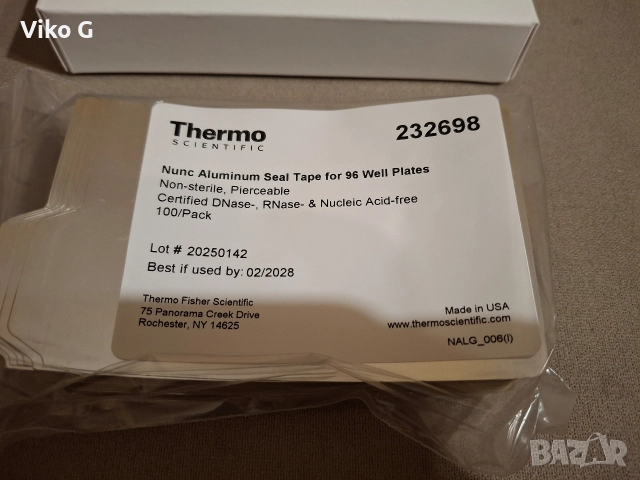 Viko G
Thermo
SCIENTIFIC
232698
Nunc Aluminum Seal Tape for 96 Well Plates
Non-sterile, Pierceable
Certified DNase-, RNase- & Nucleic Acid-free
100/Pack
Lot # 20250142
Best if used by: 02/2028
Thermo Fisher Scientific
75 Panorama Creek Drive
Rochester, NY 14625
Made in USA
www.thermoscientific.com
NALG_006(I)
BAZAR